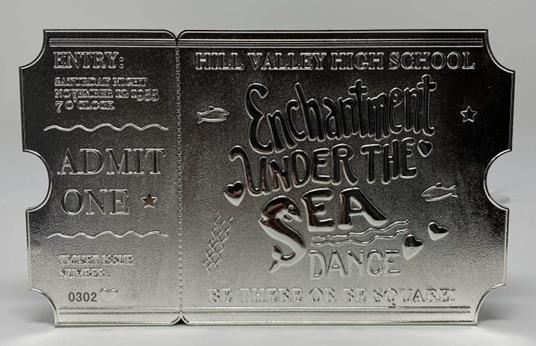 ENTRY:
SATURDAY NIGHT
NOVEMBER 12 1955
7 O'CLOCK
ADMIT
ONE
TICKET ISSUE
NUMBER
0302
HILL VALLEY HIGH SCHOOL
Enchantment
UNDER THE
SEA
DANCE
BE THERE OR BE SQUARE!